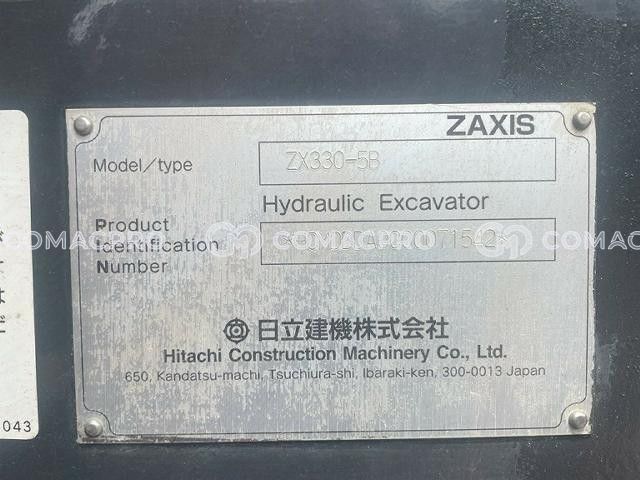 ZAXIS
Model/type
ZX330-5B
Hydraulic Excavator
Product
Identification
Number
COMACPRO
日立建機株式会社
Hitachi Construction Machinery Co., Ltd.
650, Kandatsu-machi, Tsuchiura-shi, Ibaraki-ken, 300-0013 Japan
043